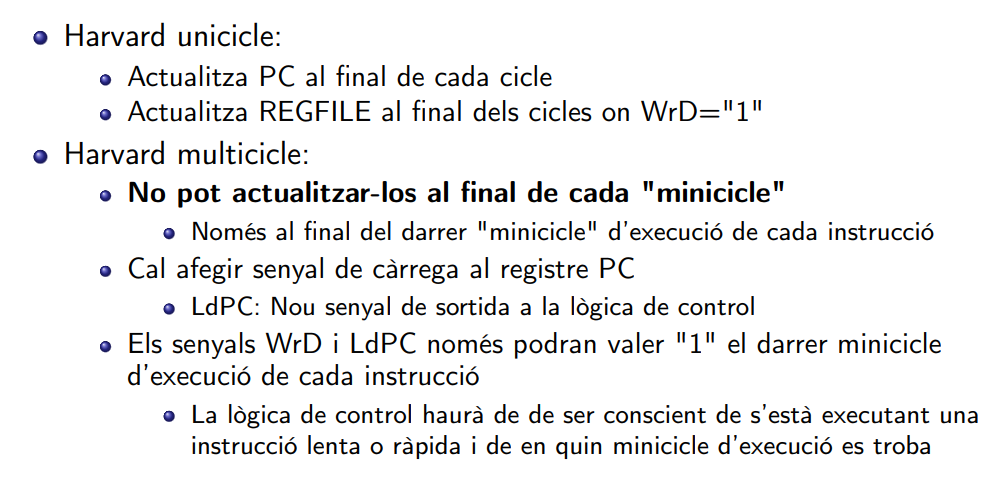 Harvard unicicle:
Actualitza PC al final de cada cicle
Actualitza REGFILE al final dels cicles on WrD="1"
Harvard multicicle:
No pot actualitzar-los al final de cada "minicicle"
Només al final del darrer "minicicle" d'execució de cada instrucció
Cal afegir senyal de càrrega al registre PC
LdPC: Nou senyal de sortida a la lògica de control
Els senyals WrD i LdPC només podran valer "1" el darrer minicicle
d'execució de cada instrucció
La lògica de control haurà de de ser conscient de s'està executant una
instrucció lenta o ràpida i de en quin minicicle d'execució es troba